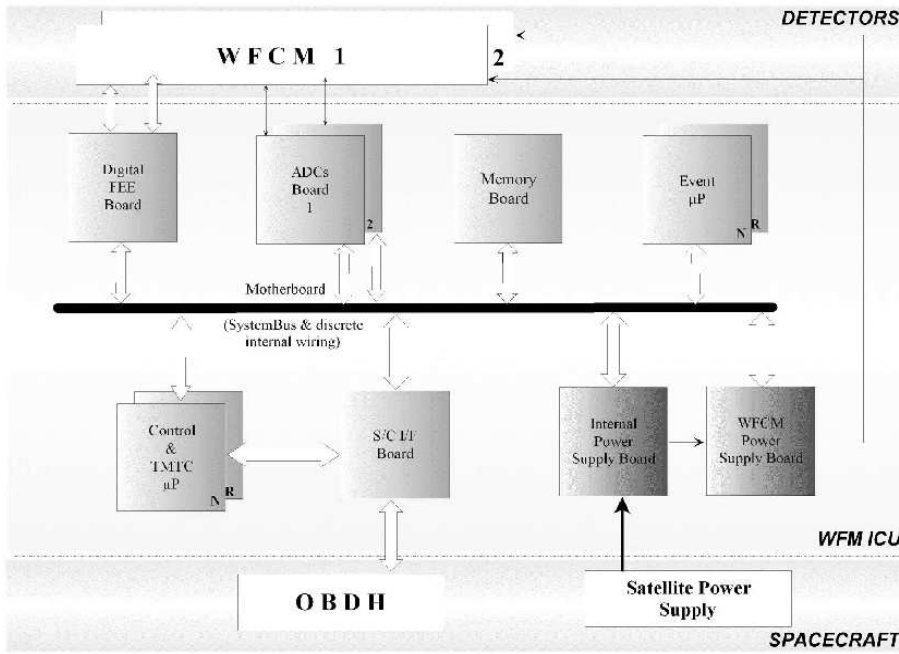 DETECTORS
WFCM 1
2
Digital
FEE
Board
ADCs
Board
1
2
Memory
Board
Event
µP
N
R
Motherboard
(SystemBus & discrete
internal wiring)
Control
&
TMTC
µP
N
R
S/C I/F
Board
Internal
Power
Supply Board
WFCM
Power
Supply Board
WFM ICU
OBDH
Satellite Power
Supply
SPACECRAFT